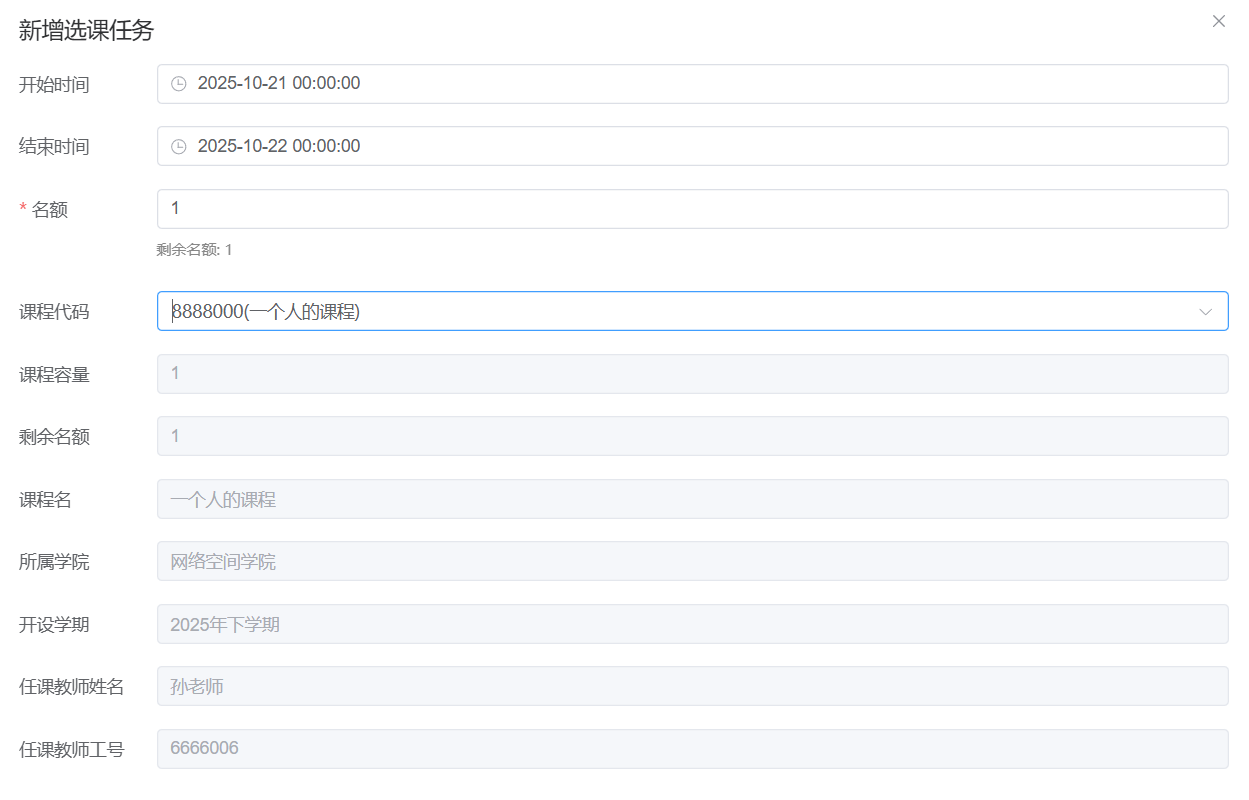 新增选课任务
开始时间 2025-10-21 00:00:00
结束时间 2025-10-22 00:00:00
* 名额 1
剩余名额: 1
课程代码 8888000(一个人的课程)
课程容量 1
剩余名额 1
课程名 一个人的课程
所属学院 网络空间学院
开设学期 2025年下学期
任课教师姓名 孙老师
任课教师工号 6666006